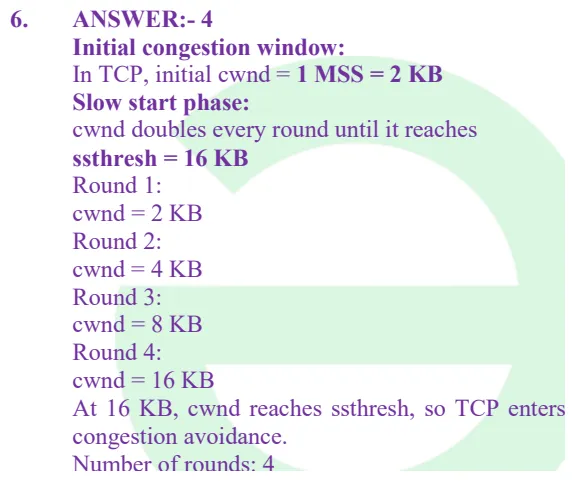 6. ANSWER:- 4
Initial congestion window:
In TCP, initial cwnd = 1 MSS = 2 KB
Slow start phase:
cwnd doubles every round until it reaches
ssthresh = 16 KB
Round 1:
cwnd = 2 KB
Round 2:
cwnd = 4 KB
Round 3:
cwnd = 8 KB
Round 4:
cwnd = 16 KB
At 16 KB, cwnd reaches ssthresh, so TCP enters
congestion avoidance.
Number of rounds: 4